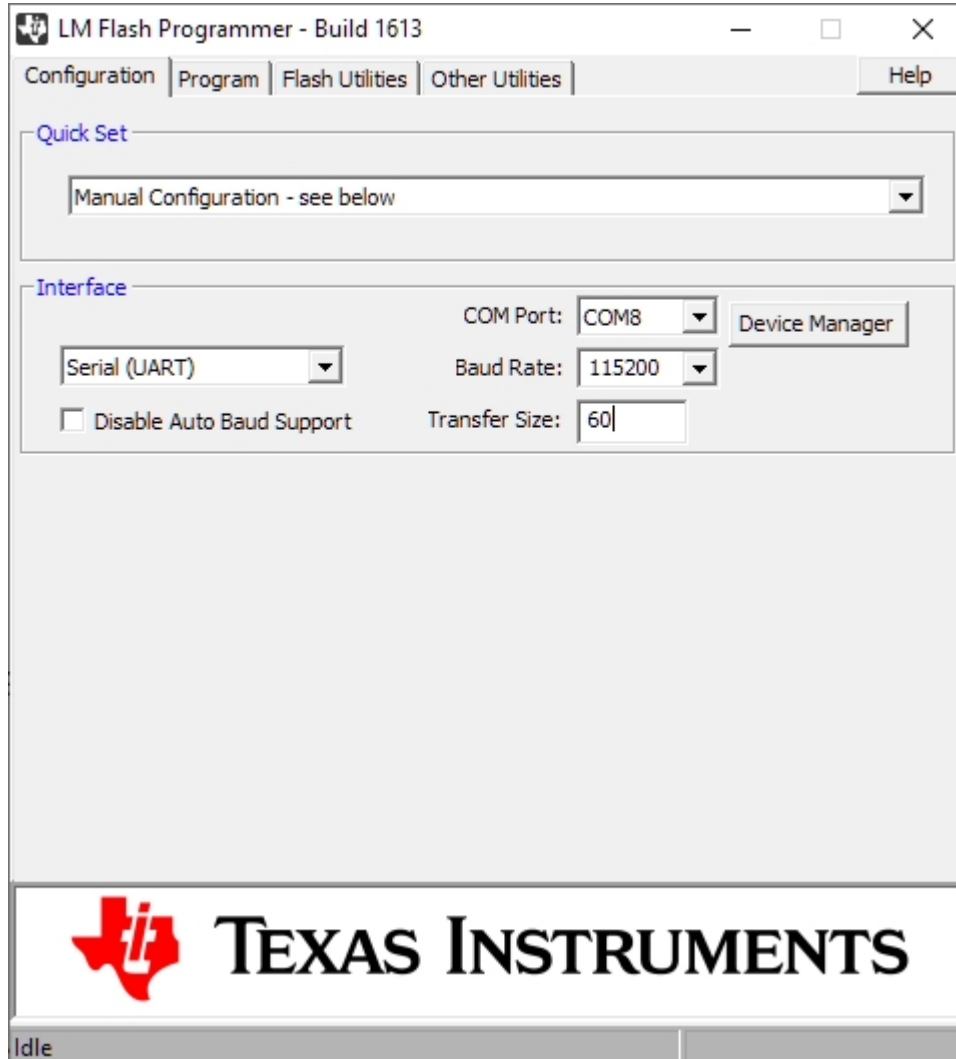 LM Flash Programmer - Build 1613
Configuration Program Flash Utilities Other Utilities Help
Quick Set
Manual Configuration - see below
Interface
COM Port: COM8 Device Manager
Serial (UART) Baud Rate: 115200
Disable Auto Baud Support Transfer Size: 60
TEXAS INSTRUMENTS
Idle